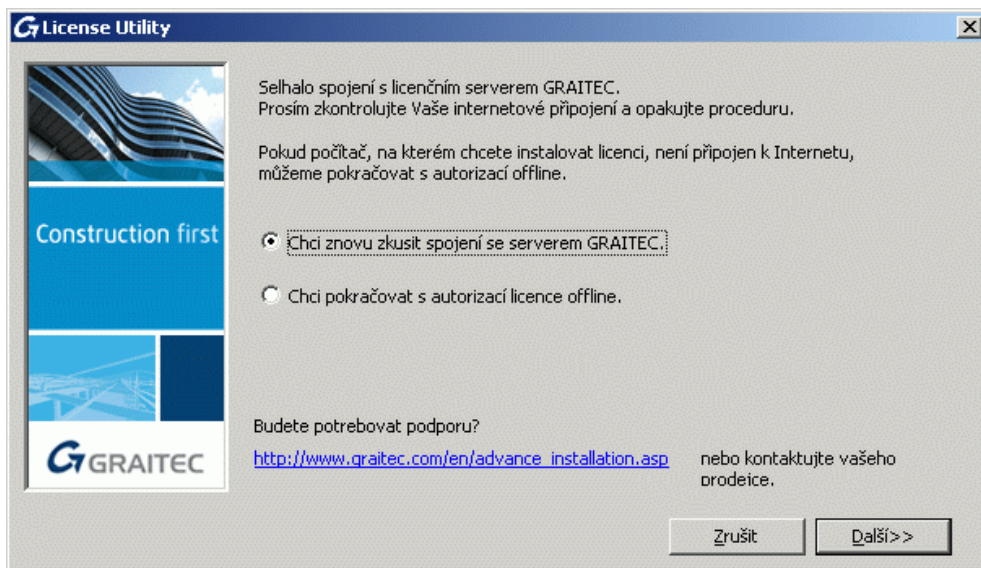 License Utility
Selhalo spojení s licenčním serverem GRAITEC.
Prosím zkontrolujte Vaše internetové připojení a opakujte proceduru.
Pokud počítač, na kterém chcete instalovat licenci, není připojen k Internetu,
můžeme pokračovat s autorizací offline.
Construction first
Chci znovu zkusit spojení se serverem GRAITEC.
Chci pokračovat s autorizací licence offline.
Budete potrebovat podporu?
http://www.graitec.com/en/advance_installation.asp nebo kontaktujte vašeho
prodejce.
GRAITEC
Zrušit Další>>